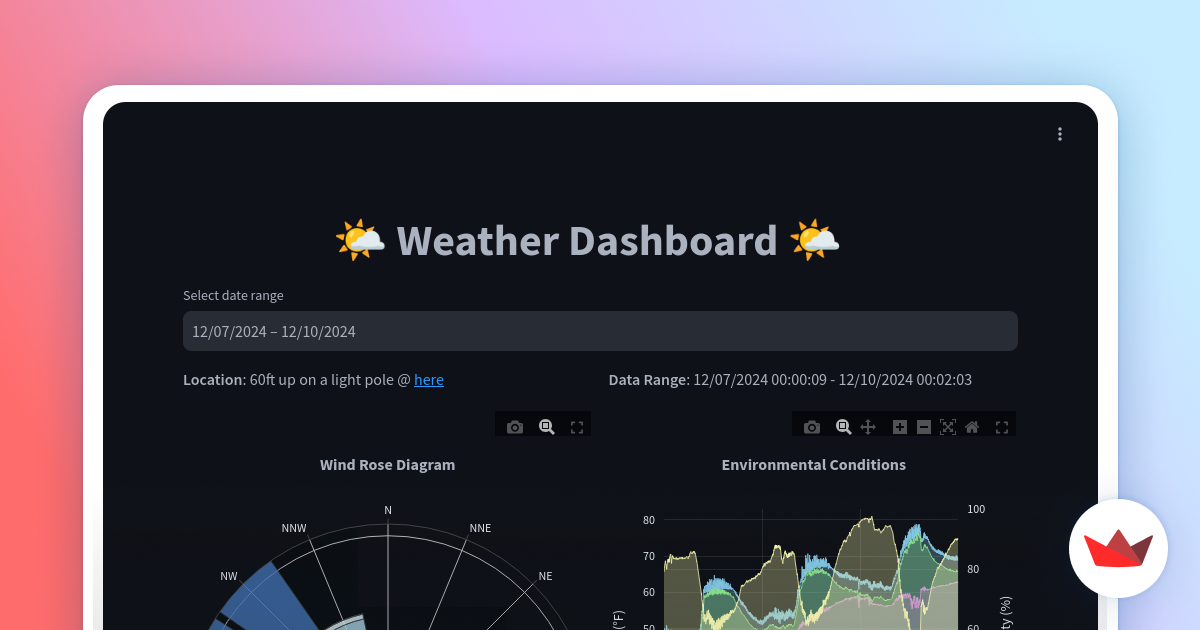 Weather Dashboard
Select date range
12/07/2024 – 12/10/2024
Location: 60ft up on a light pole @ here
Data Range: 12/07/2024 00:00:09 - 12/10/2024 00:02:03
Wind Rose Diagram
Environmental Conditions
N
NNW
NNE
NW
NE
100
80
70
80
60
(°F)
ty (%)
50
60